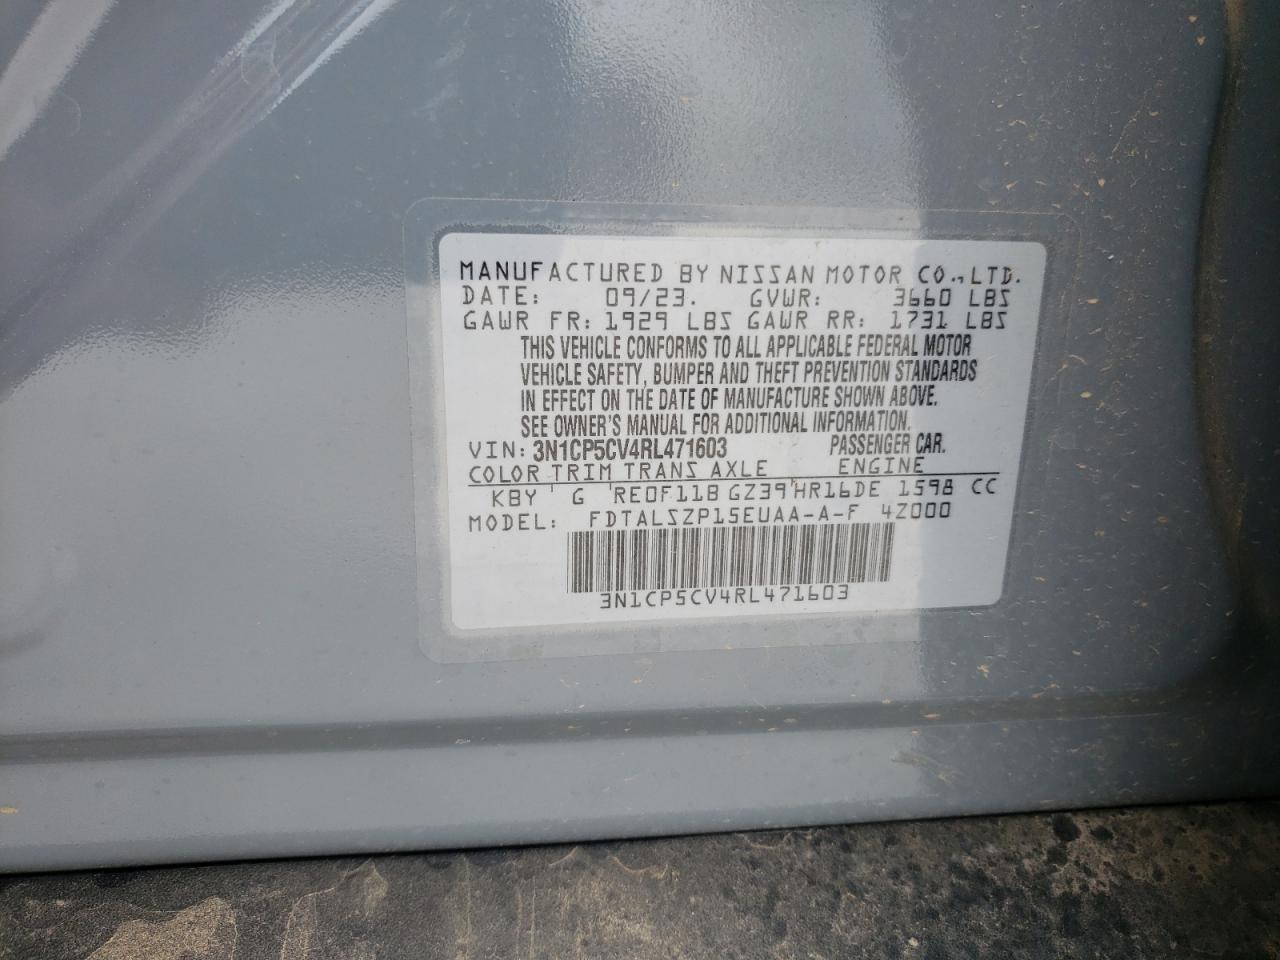 MANUFACTURED BY NISSAN MOTOR CO.,LTD.
DATE: 09/23. GVWR: 3660 LBS
GAWR FR: 1929 LBS GAWR RR: 1731 LBS
THIS VEHICLE CONFORMS TO ALL APPLICABLE FEDERAL MOTOR
VEHICLE SAFETY, BUMPER AND THEFT PREVENTION STANDARDS
IN EFFECT ON THE DATE OF MANUFACTURE SHOWN ABOVE.
SEE OWNER'S MANUAL FOR ADDITIONAL INFORMATION.
VIN: 3N1CP5CV4RL471603 PASSENGER CAR.
COLOR TRIM TRANS AXLE ENGINE
KBY G RE0F11B GZ39 HR16DE 1598 CC
MODEL: FDTALSZP15EUAA-A-F 4Z000
3N1CP5CV4RL471603